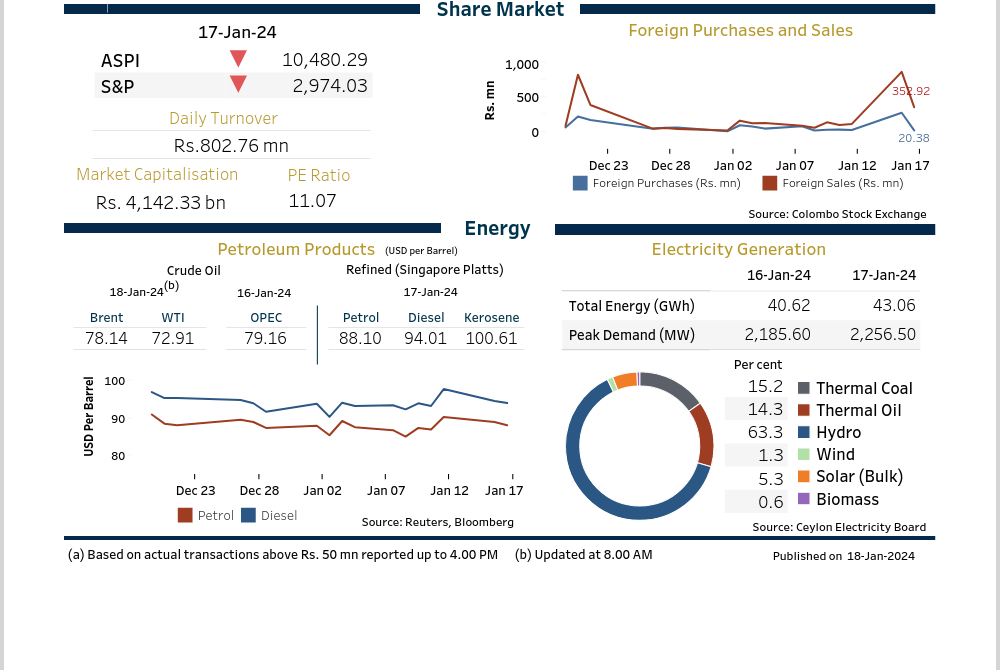 Share Market
17-Jan-24
ASPI ▼ 10,480.29
S&P ▼ 2,974.03
Daily Turnover
Rs.802.76 mn
Market Capitalisation PE Ratio
Rs. 4,142.33 bn 11.07
Foreign Purchases and Sales
Rs. mn
1,000
500
0
352.92
20.38
Dec 23 Dec 28 Jan 02 Jan 07 Jan 12 Jan 17
Foreign Purchases (Rs. mn) Foreign Sales (Rs. mn)
Source: Colombo Stock Exchange
Energy
Petroleum Products (USD per Barrel)
Crude Oil Refined (Singapore Platts)
18-Jan-24(b) 16-Jan-24 17-Jan-24
Brent WTI OPEC Petrol Diesel Kerosene
78.14 72.91 79.16 88.10 94.01 100.61
USD Per Barrel
100
90
80
Dec 23 Dec 28 Jan 02 Jan 07 Jan 12 Jan 17
Petrol Diesel
Source: Reuters, Bloomberg
Electricity Generation
16-Jan-24 17-Jan-24
Total Energy (GWh) 40.62 43.06
Peak Demand (MW) 2,185.60 2,256.50
Per cent
15.2 Thermal Coal
14.3 Thermal Oil
63.3 Hydro
1.3 Wind
5.3 Solar (Bulk)
0.6 Biomass
Source: Ceylon Electricity Board
(a) Based on actual transactions above Rs. 50 mn reported up to 4.00 PM (b) Updated at 8.00 AM
Published on 18-Jan-2024